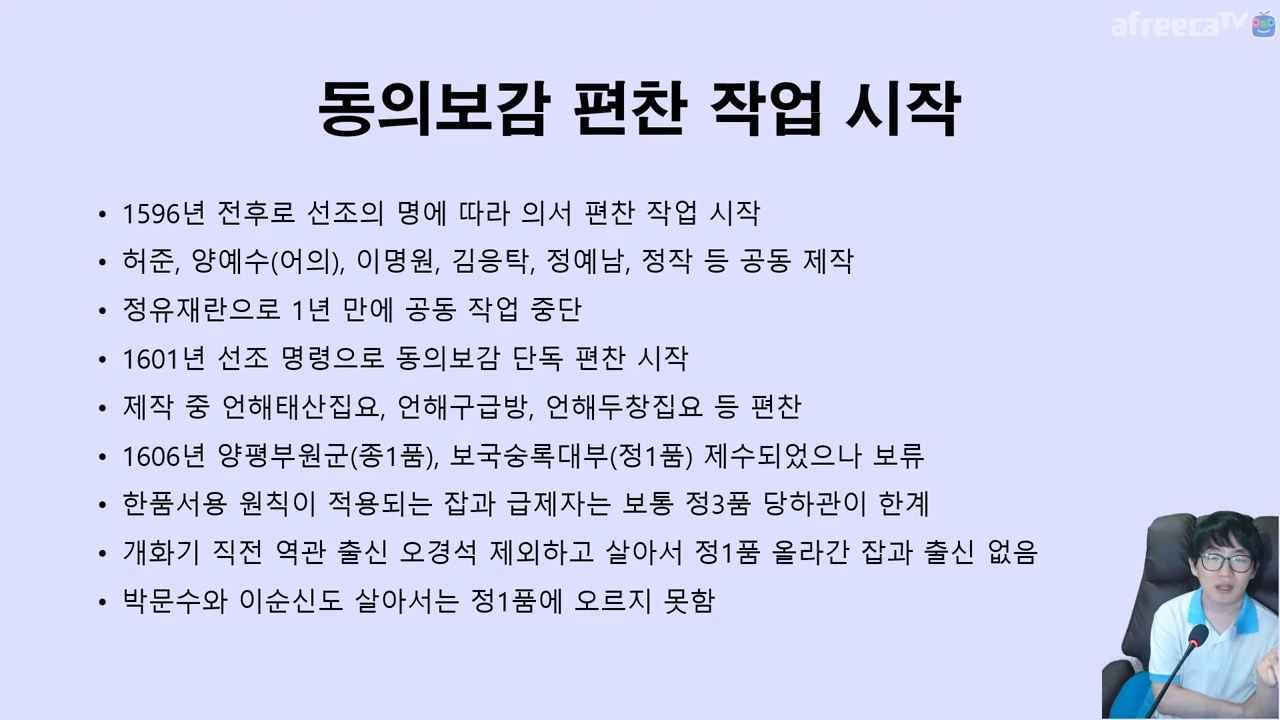 afreecaTV
동의보감 편찬 작업 시작
• 1596년 전후로 선조의 명에 따라 의서 편찬 작업 시작
• 허준, 양예수(어의), 이명원, 김응탁, 정예남, 정작 등 공동 제작
• 정유재란으로 1년 만에 공동 작업 중단
• 1601년 선조 명령으로 동의보감 단독 편찬 시작
• 제작 중 언해태산집요, 언해구급방, 언해두창집요 등 편찬
• 1606년 양평부원군(종1품), 보국숭록대부(정1품) 제수되었으나 보류
• 한품서용 원칙이 적용되는 잡과 급제자는 보통 정3품 당하관이 한계
• 개화기 직전 역관 출신 오경석 제외하고 살아서 정1품 올라간 잡과 출신 없음
• 박문수와 이순신도 살아서는 정1품에 오르지 못함